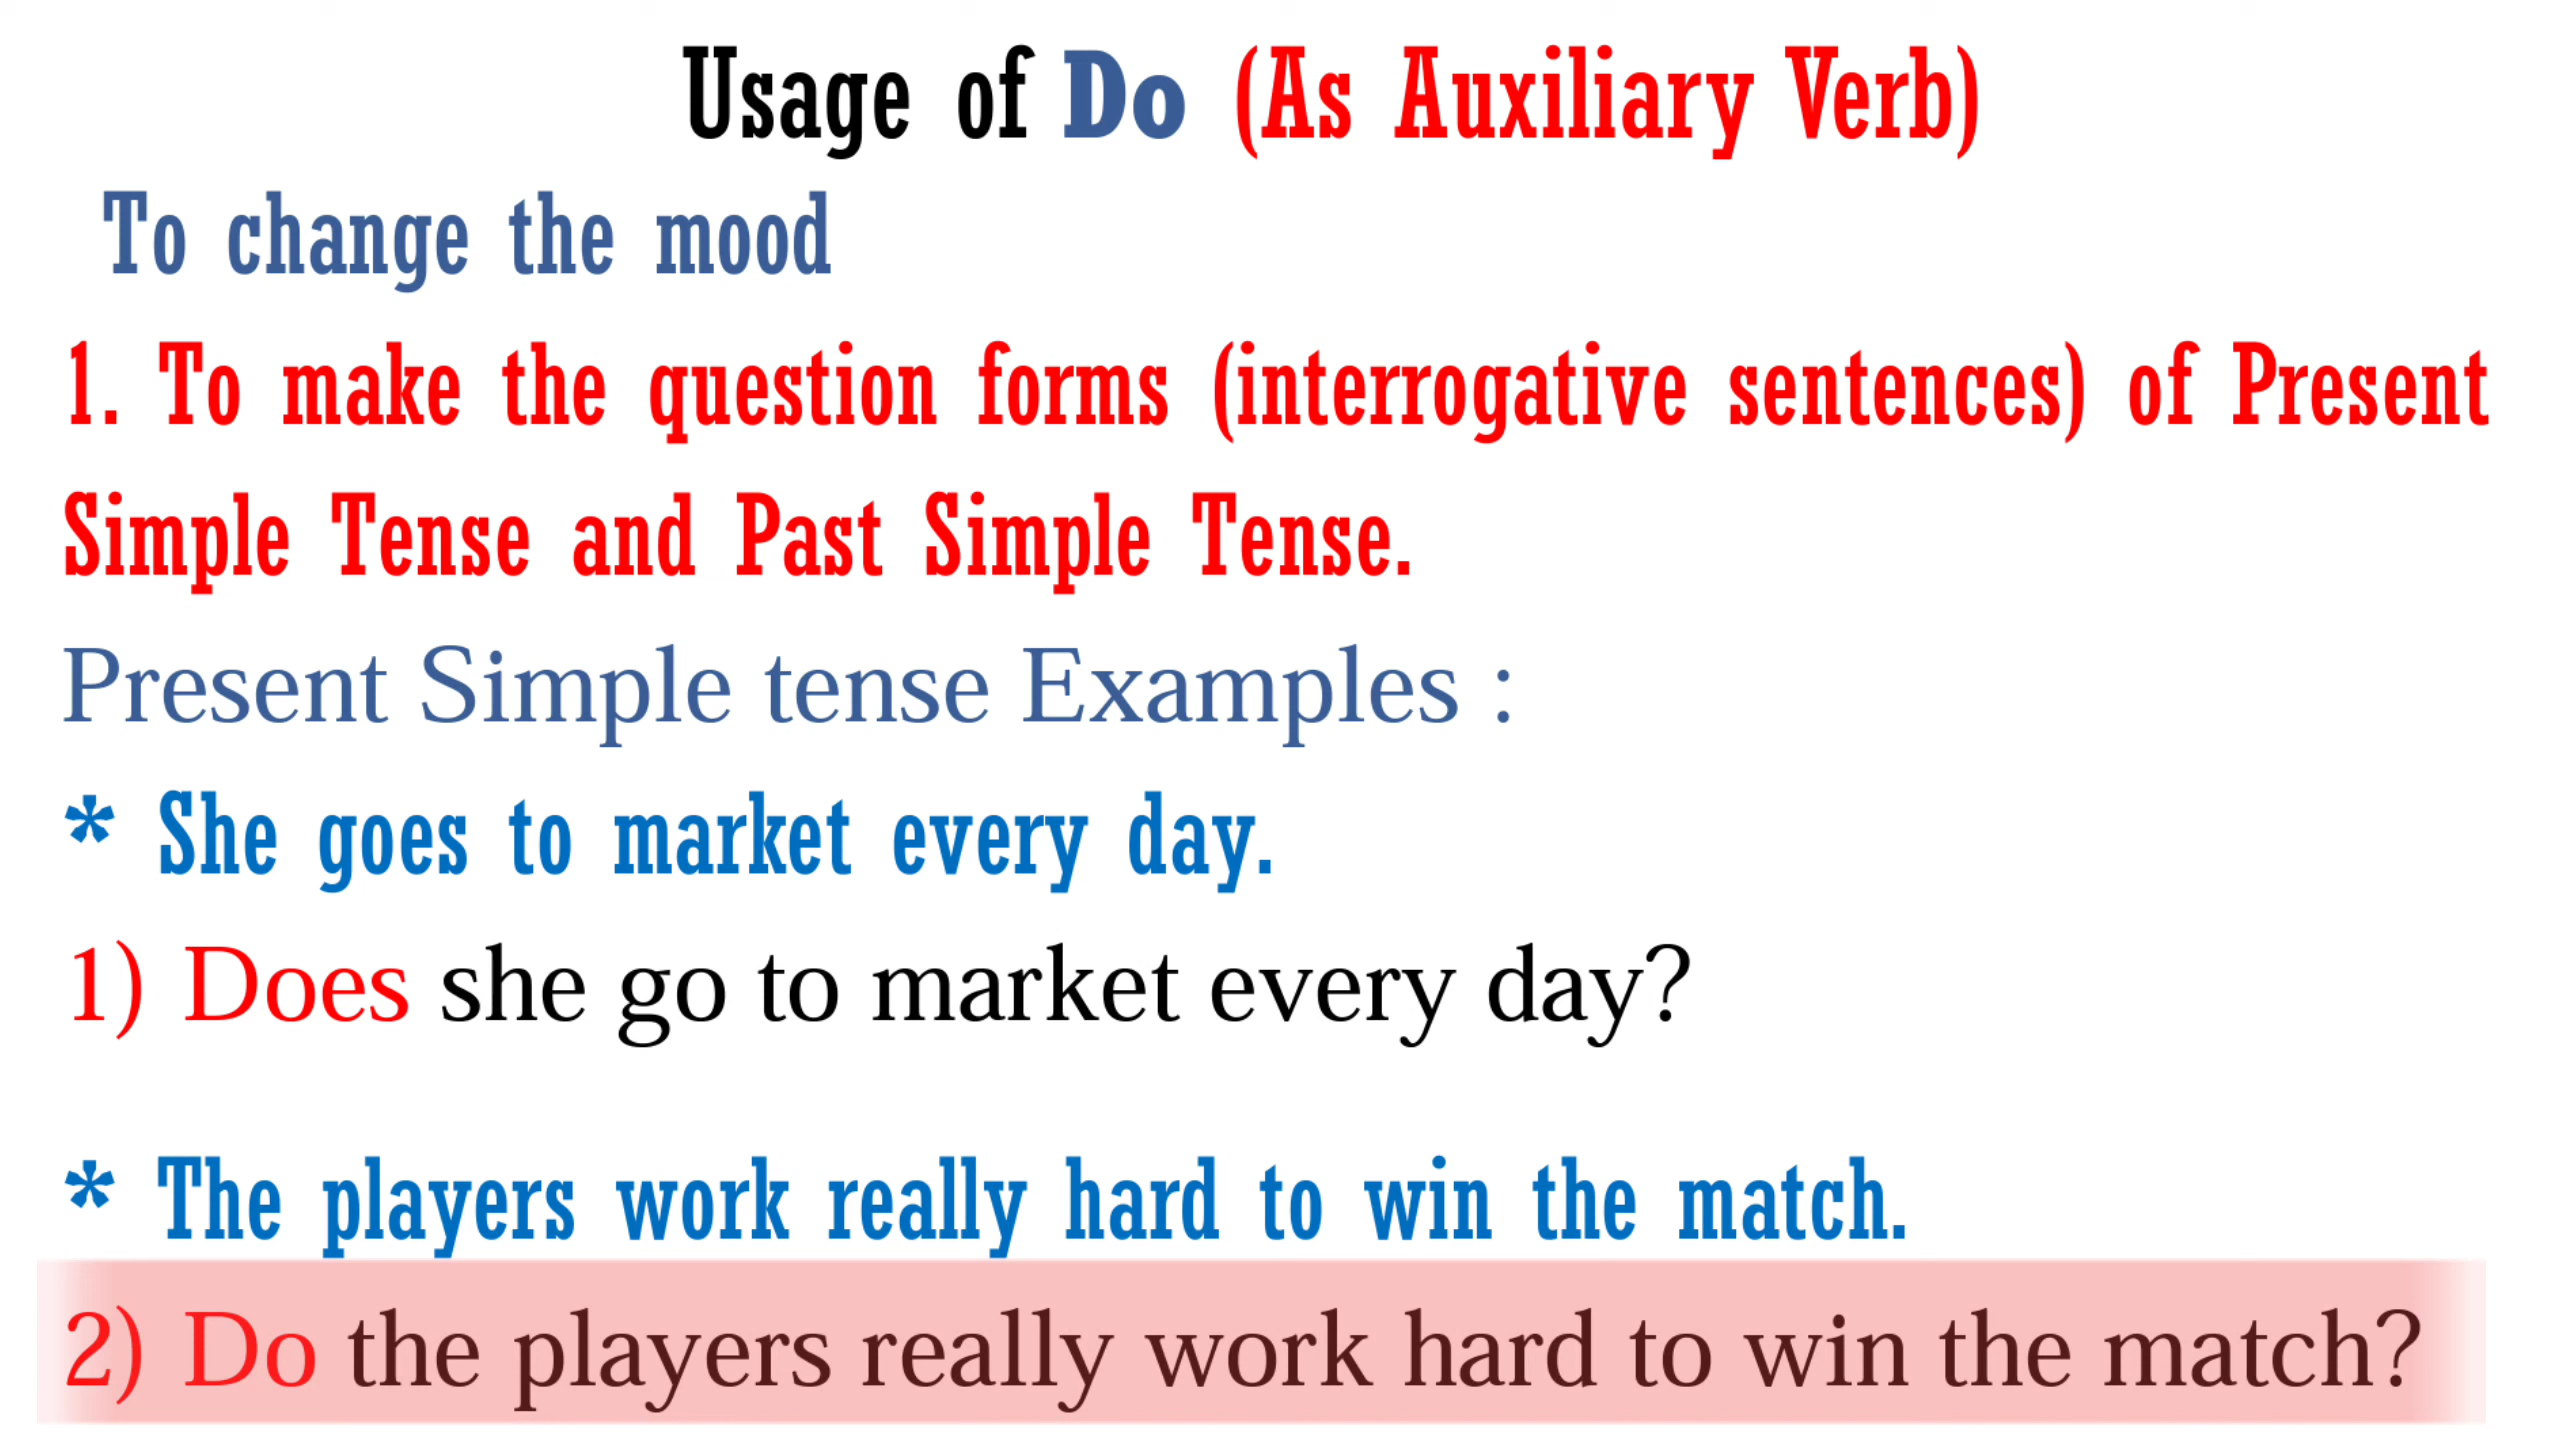 Usage of Do (As Auxiliary Verb)
To change the mood
1. To make the question forms (interrogative sentences) of Present
Simple Tense and Past Simple Tense.
Present Simple tense Examples :
* She goes to market every day.
1) Does she go to market every day?
* The players work really hard to win the match.
2) Do the players really work hard to win the match?